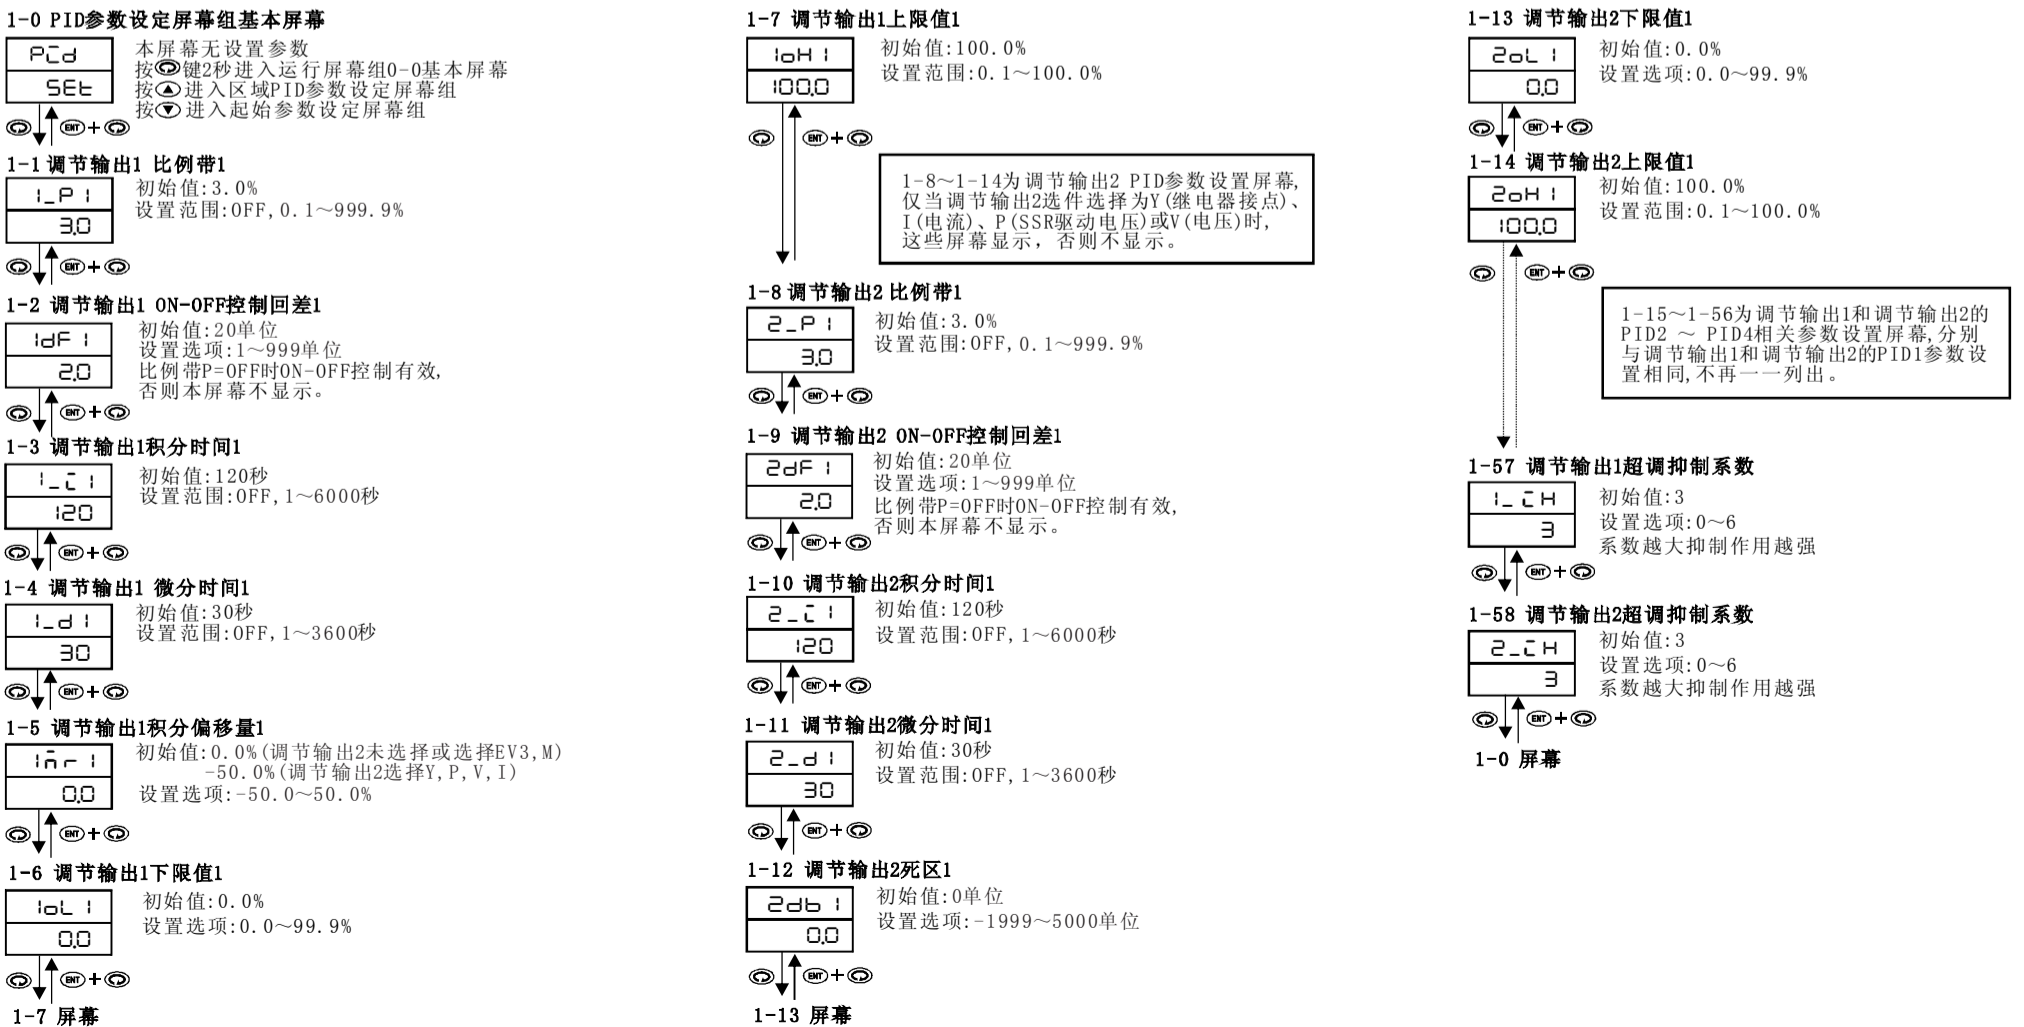 1-0 PID参数设定屏幕组基本屏幕
PID
SEt
本屏幕无设置参数
按键2秒进入运行屏幕组0-0基本屏幕
按进入区域PID参数设定屏幕组
按进入起始参数设定屏幕组
ENT +
1-1调节输出1 比例带1
1_P1
3.0
初始值:3.0%
设置范围:OFF,0.1～999.9%
ENT +
1-2 调节输出1 ON-OFF控制回差1
1dF1
2.0
初始值:20单位
设置选项:1～999单位
比例带P=OFF时ON-OFF控制有效,
否则本屏幕不显示。
ENT +
1-3 调节输出1积分时间1
1_i1
120
初始值:120秒
设置范围:OFF,1～6000秒
ENT +
1-4 调节输出1 微分时间1
1_d1
30
初始值:30秒
设置范围:OFF,1～3600秒
ENT +
1-5 调节输出1积分偏移量1
1mr1
0.0
初始值:0.0%(调节输出2未选择或选择EV3,M)
-50.0%(调节输出2选择Y,P,V,I)
设置选项:-50.0～50.0%
ENT +
1-6 调节输出1下限值1
1oL1
0.0
初始值:0.0%
设置选项:0.0～99.9%
ENT +
1-7 屏幕
1-7 调节输出1上限值1
1oH1
100.0
初始值:100.0%
设置范围:0.1～100.0%
ENT +
1-8～1-14为调节输出2 PID参数设置屏幕,
仅当调节输出2选件选择为Y(继电器接点)、
I(电流)、P(SSR驱动电压)或V(电压)时,
这些屏幕显示，否则不显示。
1-8调节输出2 比例带1
2_P1
3.0
初始值:3.0%
设置范围:OFF,0.1～999.9%
ENT +
1-9 调节输出2 ON-OFF控制回差1
2dF1
2.0
初始值:20单位
设置选项:1～999单位
比例带P=OFF时ON-OFF控制有效,
否则本屏幕不显示。
ENT +
1-10 调节输出2积分时间1
2_i1
120
初始值:120秒
设置范围:OFF,1～6000秒
ENT +
1-11 调节输出2微分时间1
2_d1
30
初始值:30秒
设置范围:OFF,1～3600秒
ENT +
1-12 调节输出2死区1
2db1
0.0
初始值:0单位
设置选项:-1999～5000单位
ENT +
1-13 屏幕
1-13 调节输出2下限值1
2oL1
0.0
初始值:0.0%
设置选项:0.0～99.9%
ENT +
1-14 调节输出2上限值1
2oH1
100.0
初始值:100.0%
设置范围:0.1～100.0%
ENT +
1-15～1-56为调节输出1和调节输出2的
PID2 ～ PID4相关参数设置屏幕,分别
与调节输出1和调节输出2的PID1参数设
置相同,不再一一列出。
1-57 调节输出1超调抑制系数
1_iH
3
初始值:3
设置选项:0～6
系数越大抑制作用越强
ENT +
1-58 调节输出2超调抑制系数
2_iH
3
初始值:3
设置选项:0～6
系数越大抑制作用越强
ENT +
1-0 屏幕